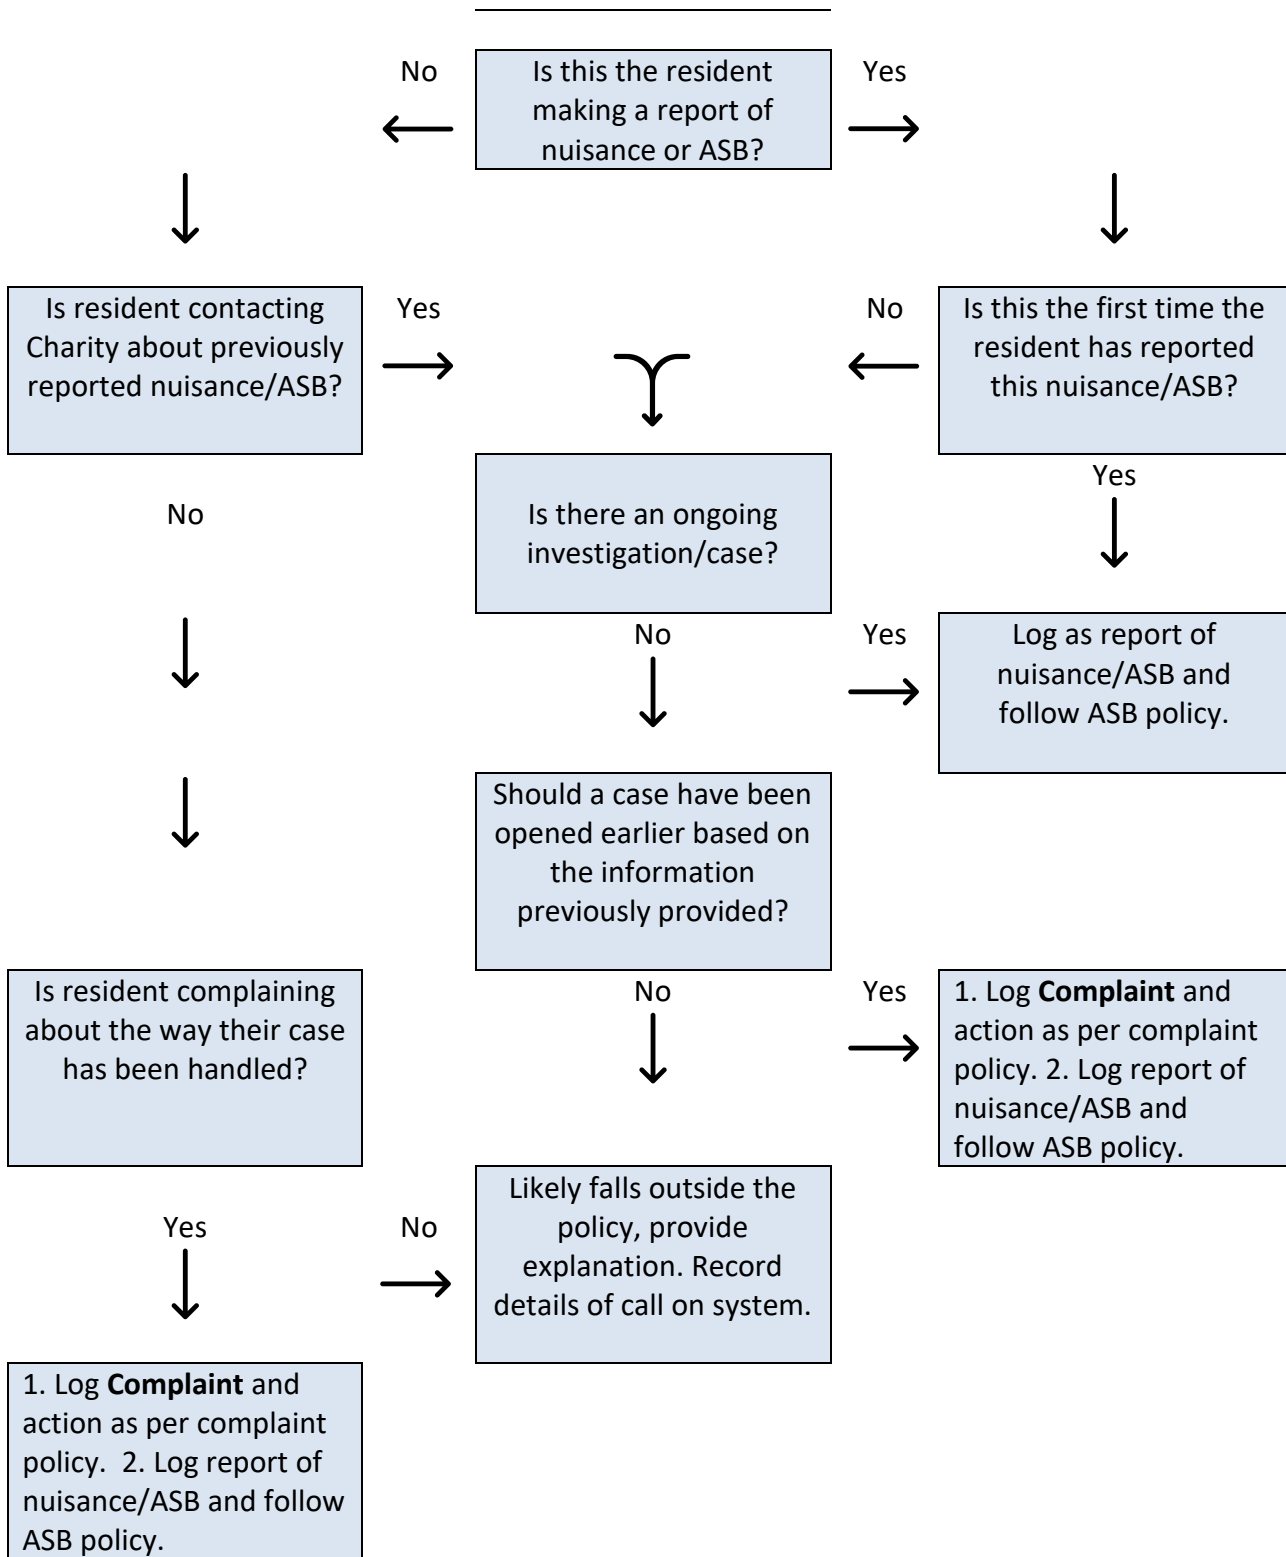 No
Is this the resident
making a report of
nuisance or ASB?
Yes
Is resident contacting
Charity about previously
reported nuisance/ASB?
Yes
No
Is this the first time the
resident has reported
this nuisance/ASB?
No
Yes
Is there an ongoing
investigation/case?
No
Yes
Log as report of
nuisance/ASB and
follow ASB policy.
Should a case have been
opened earlier based on
the information
previously provided?
Is resident complaining
about the way their case
has been handled?
No
Yes
1. Log Complaint and
action as per complaint
policy. 2. Log report of
nuisance/ASB and
follow ASB policy.
Yes
No
Likely falls outside the
policy, provide
explanation. Record
details of call on system.
1. Log Complaint and
action as per complaint
policy.  2. Log report of
nuisance/ASB and follow
ASB policy.